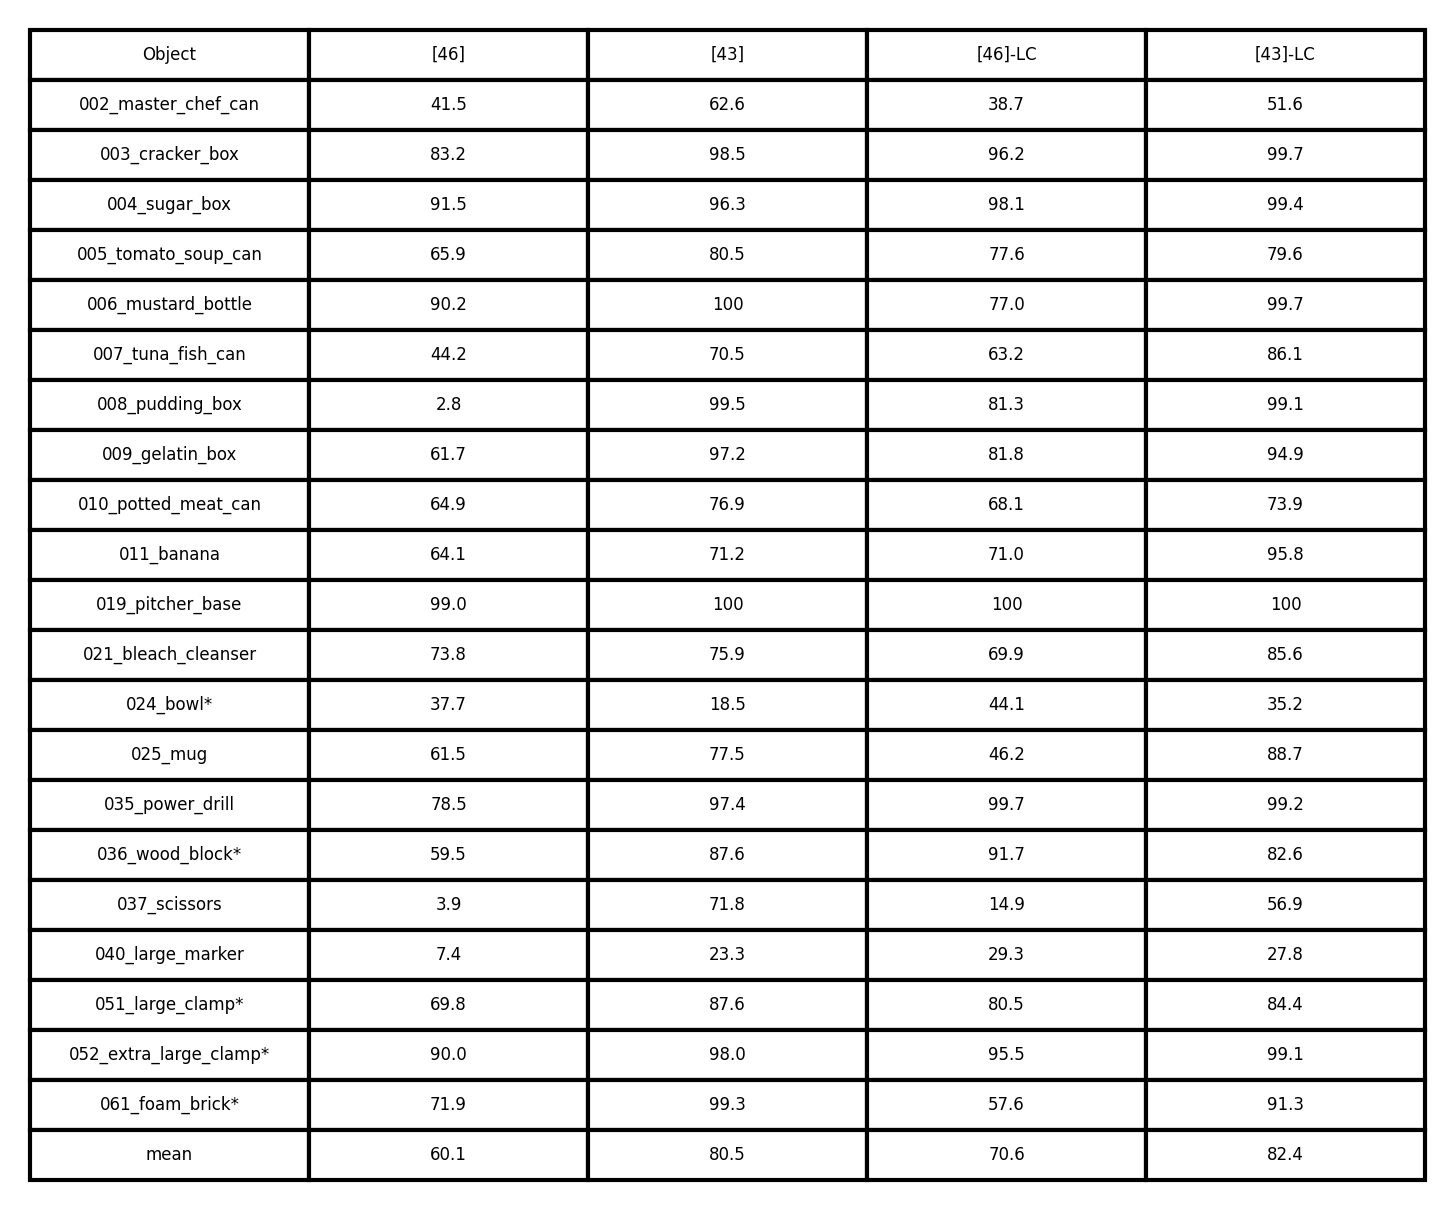 Object [46] [43] [46]-LC [43]-LC
002_master_chef_can 41.5 62.6 38.7 51.6
003_cracker_box 83.2 98.5 96.2 99.7
004_sugar_box 91.5 96.3 98.1 99.4
005_tomato_soup_can 65.9 80.5 77.6 79.6
006_mustard_bottle 90.2 100 77.0 99.7
007_tuna_fish_can 44.2 70.5 63.2 86.1
008_pudding_box 2.8 99.5 81.3 99.1
009_gelatin_box 61.7 97.2 81.8 94.9
010_potted_meat_can 64.9 76.9 68.1 73.9
011_banana 64.1 71.2 71.0 95.8
019_pitcher_base 99.0 100 100 100
021_bleach_cleanser 73.8 75.9 69.9 85.6
024_bowl* 37.7 18.5 44.1 35.2
025_mug 61.5 77.5 46.2 88.7
035_power_drill 78.5 97.4 99.7 99.2
036_wood_block* 59.5 87.6 91.7 82.6
037_scissors 3.9 71.8 14.9 56.9
040_large_marker 7.4 23.3 29.3 27.8
051_large_clamp* 69.8 87.6 80.5 84.4
052_extra_large_clamp* 90.0 98.0 95.5 99.1
061_foam_brick* 71.9 99.3 57.6 91.3
mean 60.1 80.5 70.6 82.4